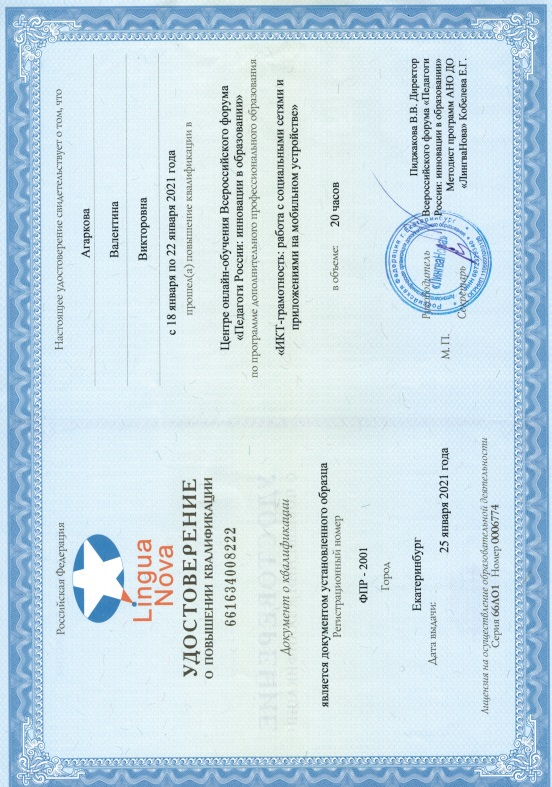 Российская Федерация
Lingua
Nova
УДОСТОВЕРЕНИЕ
О ПОВЫШЕНИИ КВАЛИФИКАЦИИ
661634008222
Документ о квалификации
является документом установленного образца
Регистрационный номер
ФПР - 2001
Город
Екатеринбург
Дата выдачи:
25 января 2021 года
Лицензия на осуществление образовательной деятельности
Серия 66Л01 Номер 0006774
Настоящее удостоверение свидетельствует о том, что
Агаркова
Валентина
Викторовна
с 18 января по 22 января 2021 года
прошел(а) повышение квалификации в
Центре онлайн-обучения Всероссийского форума
«Педагоги России: инновации в образовании»
по программе дополнительного профессионального образования
«ИКТ-грамотность: работа с социальными сетями и
приложениями на мобильном устройстве»
в объеме: 20 часов
Пиджакова В.В. Директор
Руководитель Всероссийского форума «Педагоги
России: инновации в образовании»
Методист программ АНО ДО
Секретарь «ЛингваНова» Кобелева Е.Г.
М. П.
«ЛингваНова»